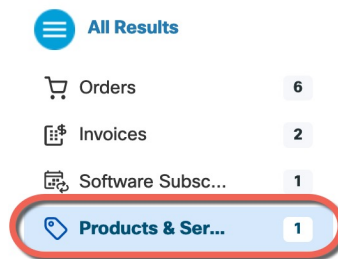 All Results
Orders 6
Invoices 2
Software Subsc... 1
Products & Ser... 1